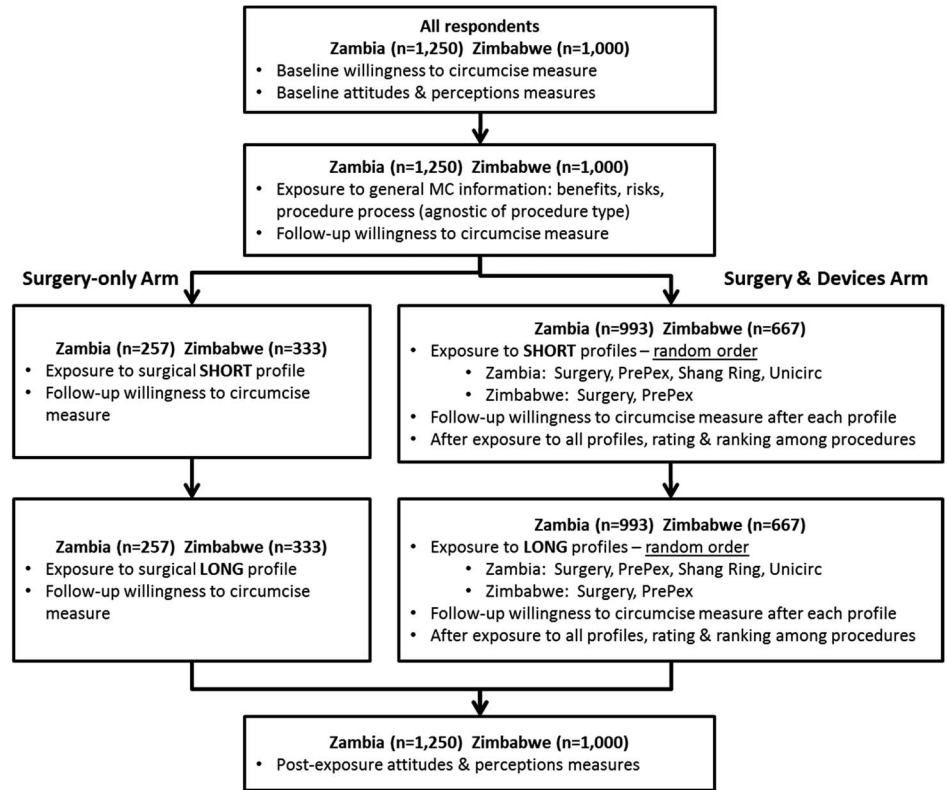 All respondents
Zambia (n=1,250) Zimbabwe (n=1,000)
• Baseline willingness to circumcise measure
• Baseline attitudes & perceptions measures
Zambia (n=1,250) Zimbabwe (n=1,000)
• Exposure to general MC information: benefits, risks,
procedure process (agnostic of procedure type)
• Follow-up willingness to circumcise measure
Surgery-only Arm
Zambia (n=257) Zimbabwe (n=333)
• Exposure to surgical SHORT profile
• Follow-up willingness to circumcise
measure
Zambia (n=257) Zimbabwe (n=333)
• Exposure to surgical LONG profile
• Follow-up willingness to circumcise
measure
Surgery & Devices Arm
Zambia (n=993) Zimbabwe (n=667)
• Exposure to SHORT profiles – random order
• Zambia: Surgery, PrePex, Shang Ring, Unicirc
• Zimbabwe: Surgery, PrePex
• Follow-up willingness to circumcise measure after each profile
• After exposure to all profiles, rating & ranking among procedures
Zambia (n=993) Zimbabwe (n=667)
• Exposure to LONG profiles – random order
• Zambia: Surgery, PrePex, Shang Ring, Unicirc
• Zimbabwe: Surgery, PrePex
• Follow-up willingness to circumcise measure after each profile
• After exposure to all profiles, rating & ranking among procedures
Zambia (n=1,250) Zimbabwe (n=1,000)
• Post-exposure attitudes & perceptions measures